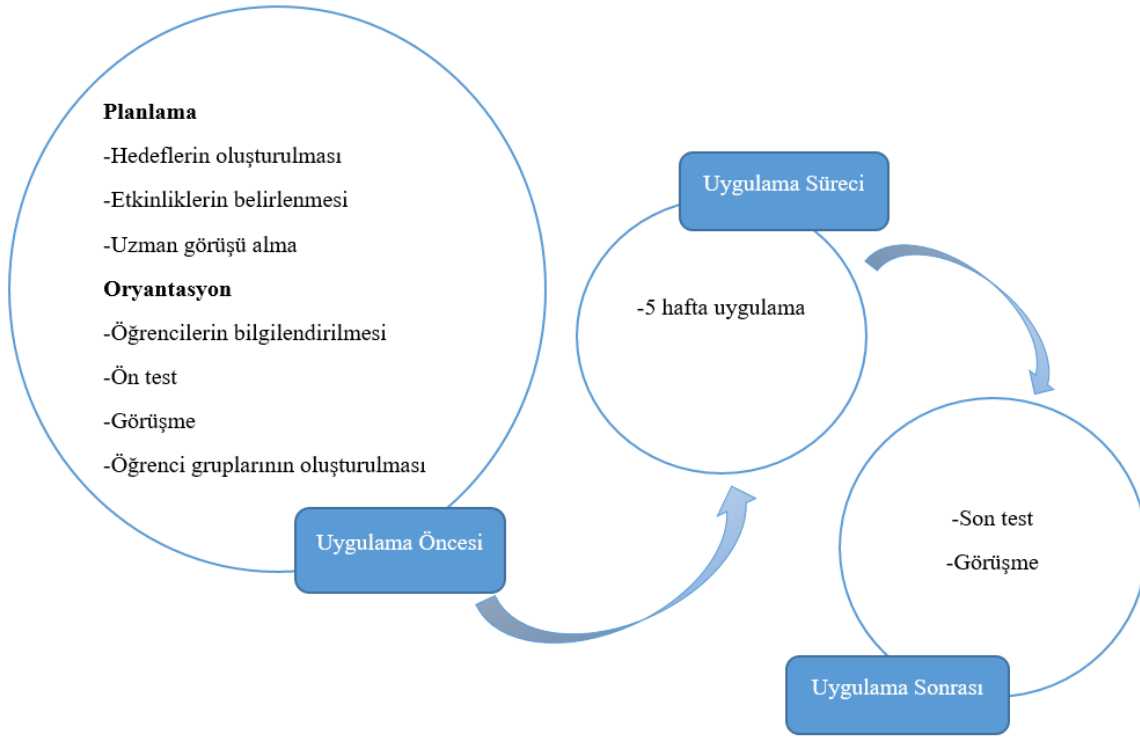 Planlama
-Hedeflerin oluşturulması
-Etkinliklerin belirlenmesi
-Uzman görüşü alma
Oryantasyon
-Öğrencilerin bilgilendirilmesi
-Ön test
-Görüşme
-Öğrenci gruplarının oluşturulması
Uygulama Öncesi
Uygulama Süreci
-5 hafta uygulama
-Son test
-Görüşme
Uygulama Sonrası